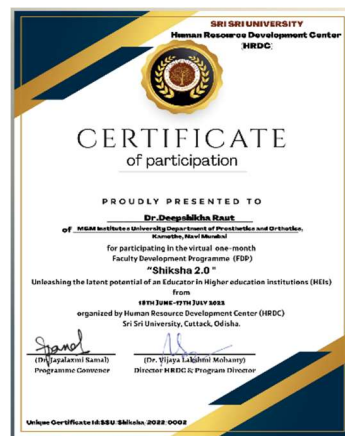 SRI SRI UNIVERSITY
Human Resource Development Center
(HRDC)
CERTIFICATE
of participation
PROUDLY PRESENTED TO
Dr.Deepshikha Raut
of MGM Institutes University Department of Prosthetics and Orthotics,
Kamothe, Navi Mumbai
for participating in the virtual one-month
Faculty Development Programme (FDP)
"Shiksha 2.0 "
Unleashing the latent potential of an Educator in Higher education institutions (HEIs)
from
18TH JUNE-17TH JULY 2022
organized by Human Resource Development Center (HRDC)
Sri Sri University, Cuttack, Odisha.
(Dr. Jayalaxmi Samal)
(Dr. Vijaya Lakshmi Mohanty)
Programme Convener
Director HRDC & Program Director
Unique Certificate Id:SSU/Shiksha/2022/0002